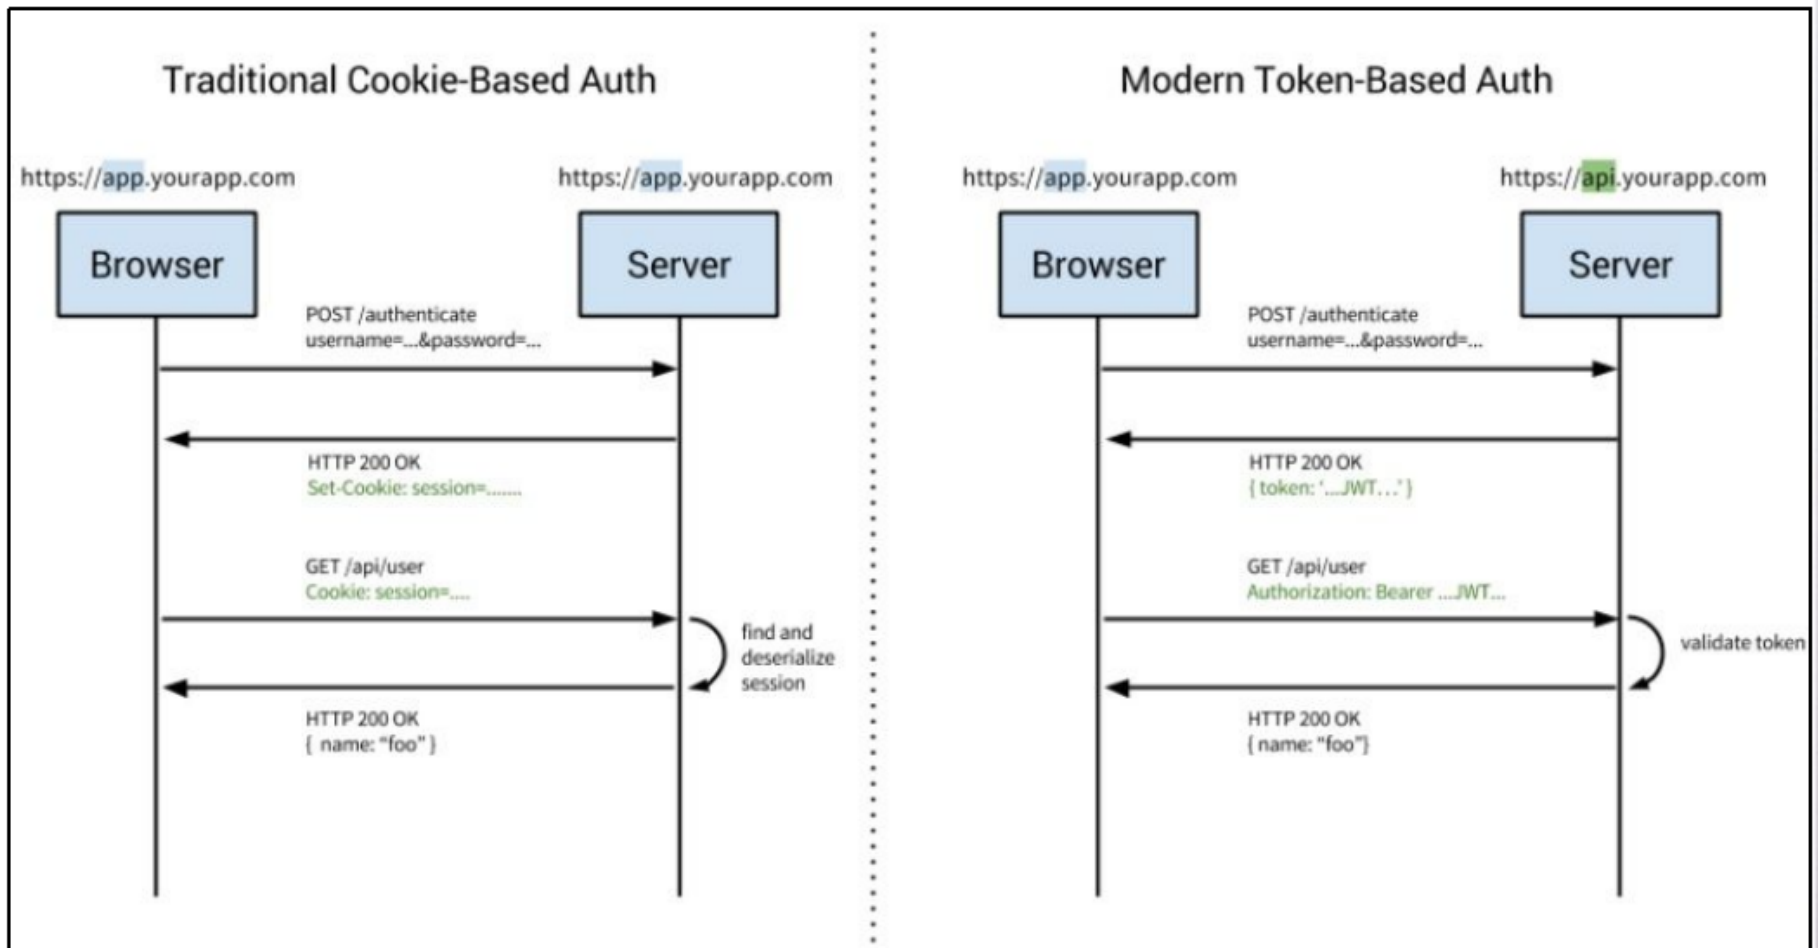 Traditional Cookie-Based Auth
https://app.yourapp.com
https://app.yourapp.com
Browser
Server
POST /authenticate
username=...&password=...
HTTP 200 OK
Set-Cookie: session=.......
GET /api/user
Cookie: session=....
find and
deserialize
session
HTTP 200 OK
{ name: “foo” }
Modern Token-Based Auth
https://app.yourapp.com
https://api.yourapp.com
Browser
Server
POST /authenticate
username=...&password=...
HTTP 200 OK
{ token: ‘...JWT...’ }
GET /api/user
Authorization: Bearer ...JWT...
validate token
HTTP 200 OK
{ name: “foo”}